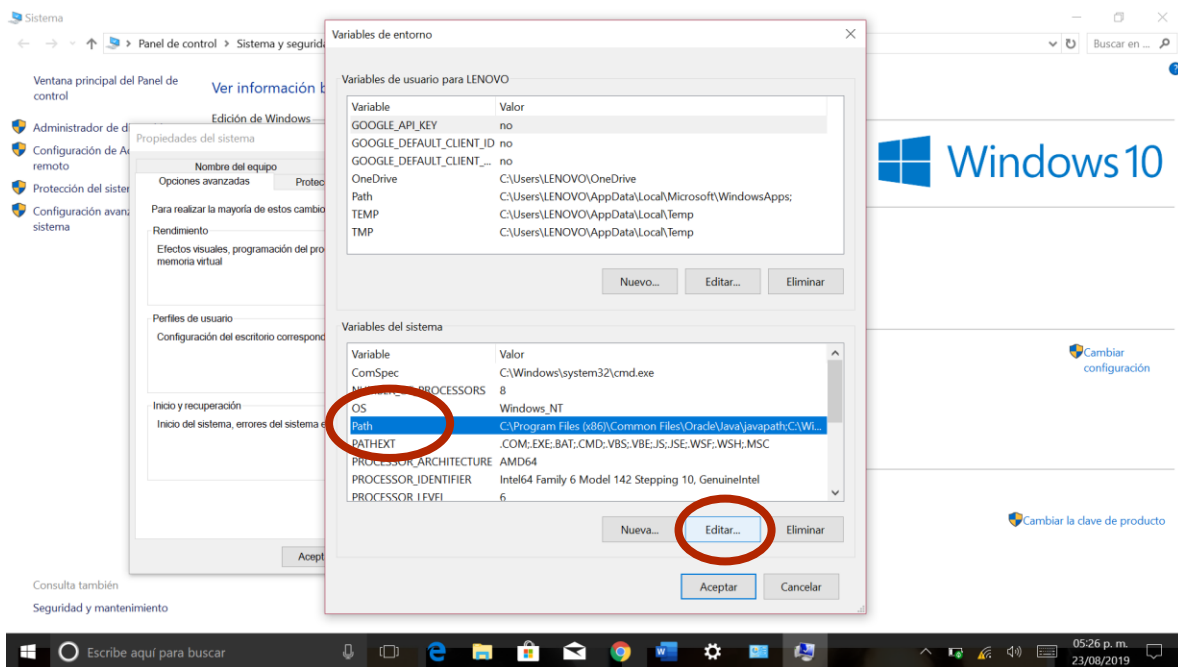 Sistema
Panel de control > Sistema y segurida
Buscar en ...
Ventana principal del Panel de
control
Administrador de d
Configuración de Ac
remoto
Protección del sister
Configuración avanz
sistema
Consulta también
Seguridad y mantenimiento
Ver información b
Edición de Windows
Windows 10
Cambiar
configuración
Cambiar la clave de producto
Propiedades del sistema
Nombre del equipo
Opciones avanzadas Protec
Para realizar la mayoría de estos cambio
Rendimiento
Efectos visuales, programación del pro
memoria virtual
Perfiles de usuario
Configuración del escritorio correspond
Inicio y recuperación
Inicio del sistema, errores del sistema e
Acept
Variables de entorno
Variables de usuario para LENOVO
Variable Valor
GOOGLE_API_KEY no
GOOGLE_DEFAULT_CLIENT_ID no
GOOGLE_DEFAULT_CLIENT_... no
OneDrive C:\Users\LENOVO\OneDrive
Path C:\Users\LENOVO\AppData\Local\Microsoft\WindowsApps;
TEMP C:\Users\LENOVO\AppData\Local\Temp
TMP C:\Users\LENOVO\AppData\Local\Temp
Nuevo... Editar... Eliminar
Variables del sistema
Variable Valor
ComSpec C:\Windows\system32\cmd.exe
NUMBER_OF_PROCESSORS 8
OS Windows_NT
Path C:\Program Files (x86)\Common Files\Oracle\Java\javapath;C:\Wi...
PATHEXT .COM;.EXE;.BAT;.CMD;.VBS;.VBE;.JS;.JSE;.WSF;.WSH;.MSC
PROCESSOR_ARCHITECTURE AMD64
PROCESSOR_IDENTIFIER Intel64 Family 6 Model 142 Stepping 10, GenuineIntel
PROCESSOR_LEVEL 6
Nueva... Editar... Eliminar
Aceptar Cancelar
Escribe aquí para buscar
05:26 p. m.
23/08/2019